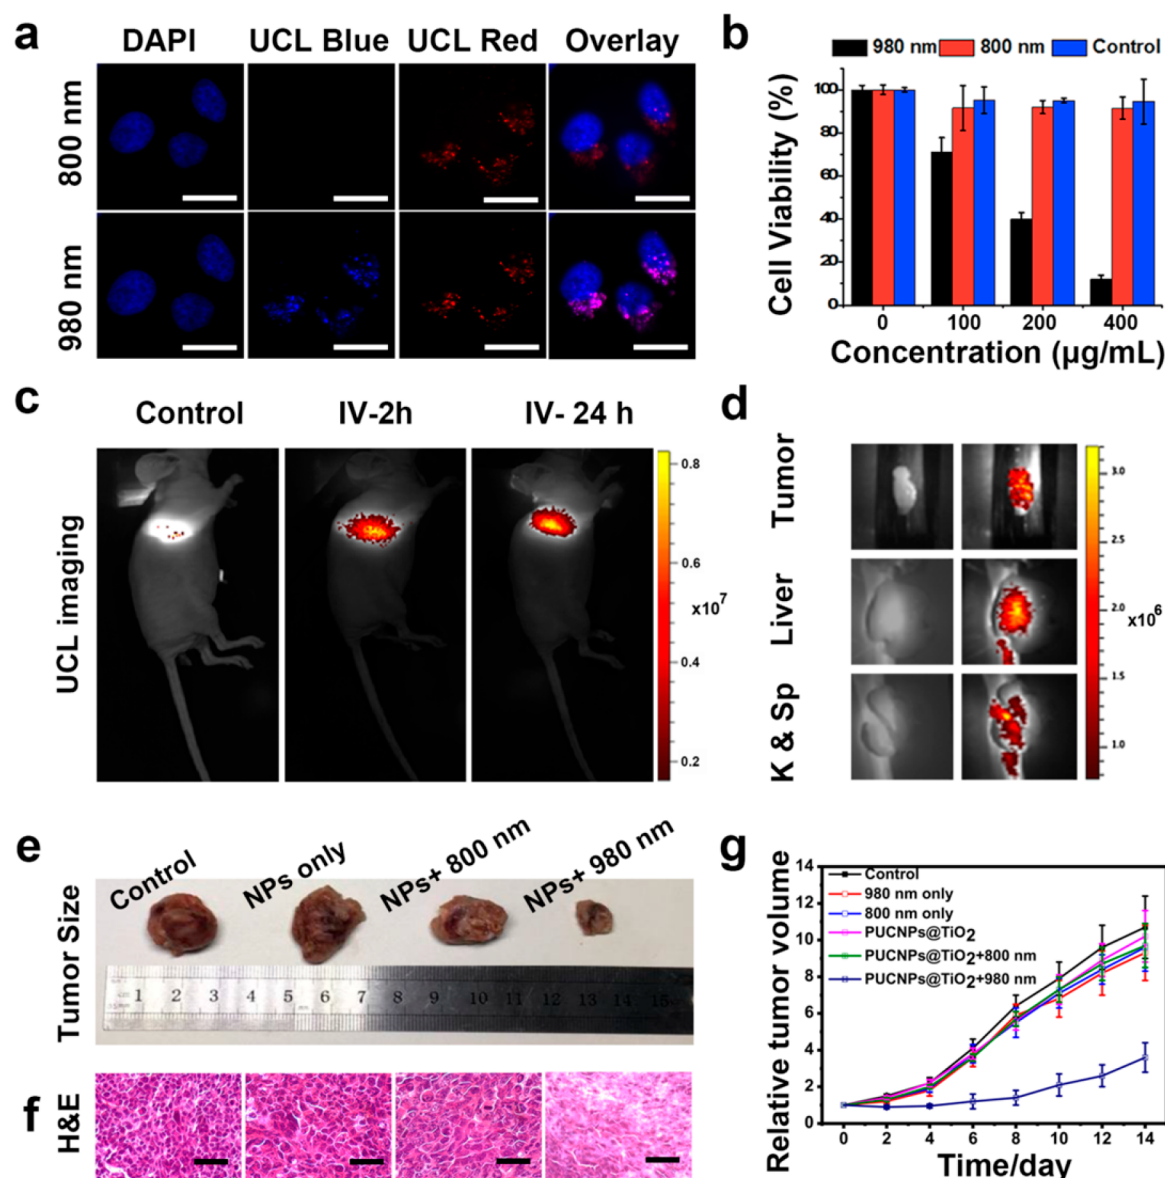 a
DAPI UCL Blue UCL Red Overlay
800 nm
980 nm
b
980 nm 800 nm Control
Cell Viability (%)
100
80
60
40
20
0
0 100 200 400
Concentration (µg/mL)
c
Control IV-2h IV- 24 h
UCL imaging
0.8
0.6
x10^7
0.4
0.2
d
Tumor
Liver
K & Sp
3.0
2.5
2.0
x10^6
1.5
1.0
e
Control NPs only NPs+ 800 nm NPs+ 980 nm
Tumor Size
1 2 3 4 5 6 7 8 9 10 11 12 13 14 15
f
H&E
g
Relative tumor volume
14
12
10
8
6
4
2
0
Control
980 nm only
800 nm only
PUCNPs@TiO2
PUCNPs@TiO2+800 nm
PUCNPs@TiO2+980 nm
0 2 4 6 8 10 12 14
Time/day